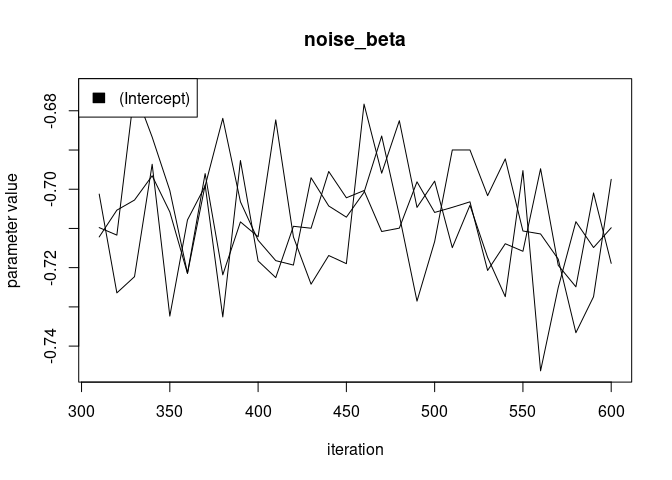 noise_beta
(Intercept)
parameter value
-0.68
-0.70
-0.72
-0.74
300 350 400 450 500 550 600
iteration